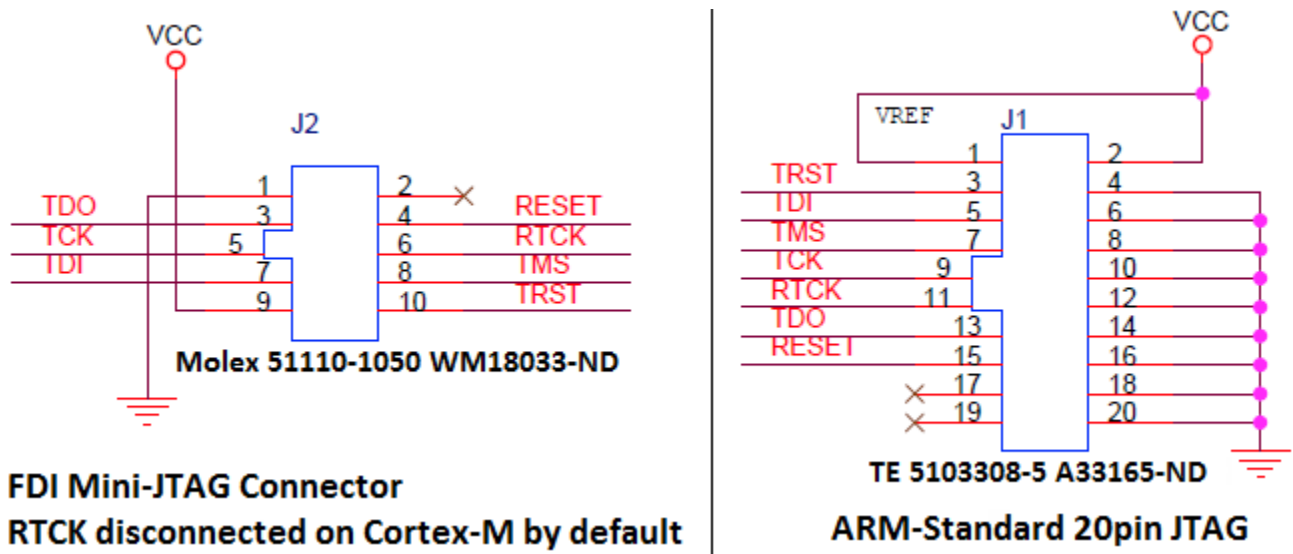 VCC
J2
1 2
TDO 3 4 RESET
TCK 5 6 RTCK
TDI 7 8 TMS
9 10 TRST
Molex 51110-1050 WM18033-ND
FDI Mini-JTAG Connector
RTCK disconnected on Cortex-M by default
VCC
VREF J1
1 2
TRST 3 4
TDI 5 6
TMS 7 8
TCK 9 10
RTCK 11 12
TDO 13 14
RESET 15 16
17 18
19 20
TE 5103308-5 A33165-ND
ARM-Standard 20pin JTAG